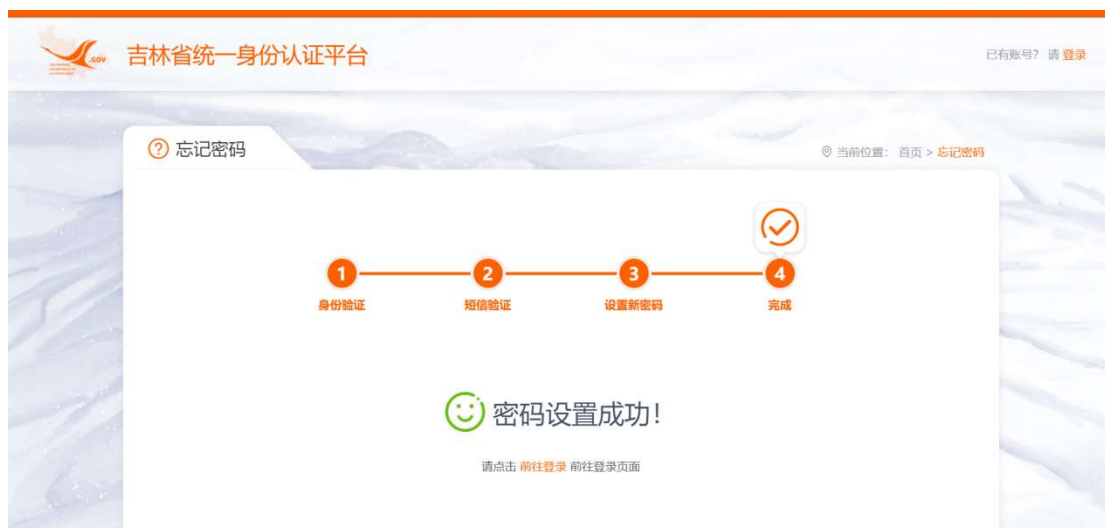 .GOV
吉林省统一身份认证平台
已有账号? 请 登录
忘记密码
当前位置: 首页 > 忘记密码
1 2 3 4
身份验证 短信验证 设置新密码 完成
密码设置成功!
请点击 前往登录 前往登录页面